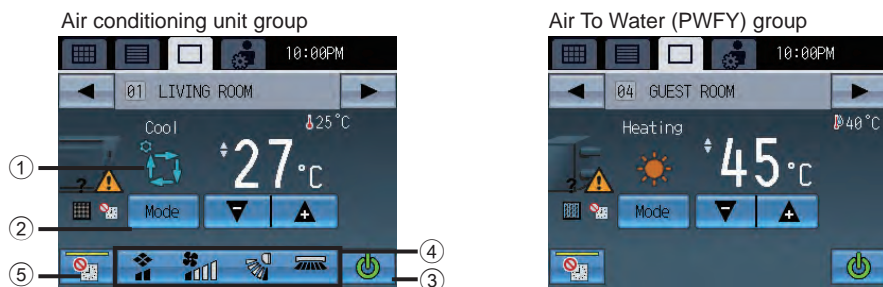 Air conditioning unit group
10:00PM
01 LIVING ROOM
Cool
25°C
27°C
?
!
Mode
-
+
①
②
③
④
⑤
Air To Water (PWFY) group
10:00PM
04 GUEST ROOM
Heating
40°C
45°C
?
!
Mode
-
+